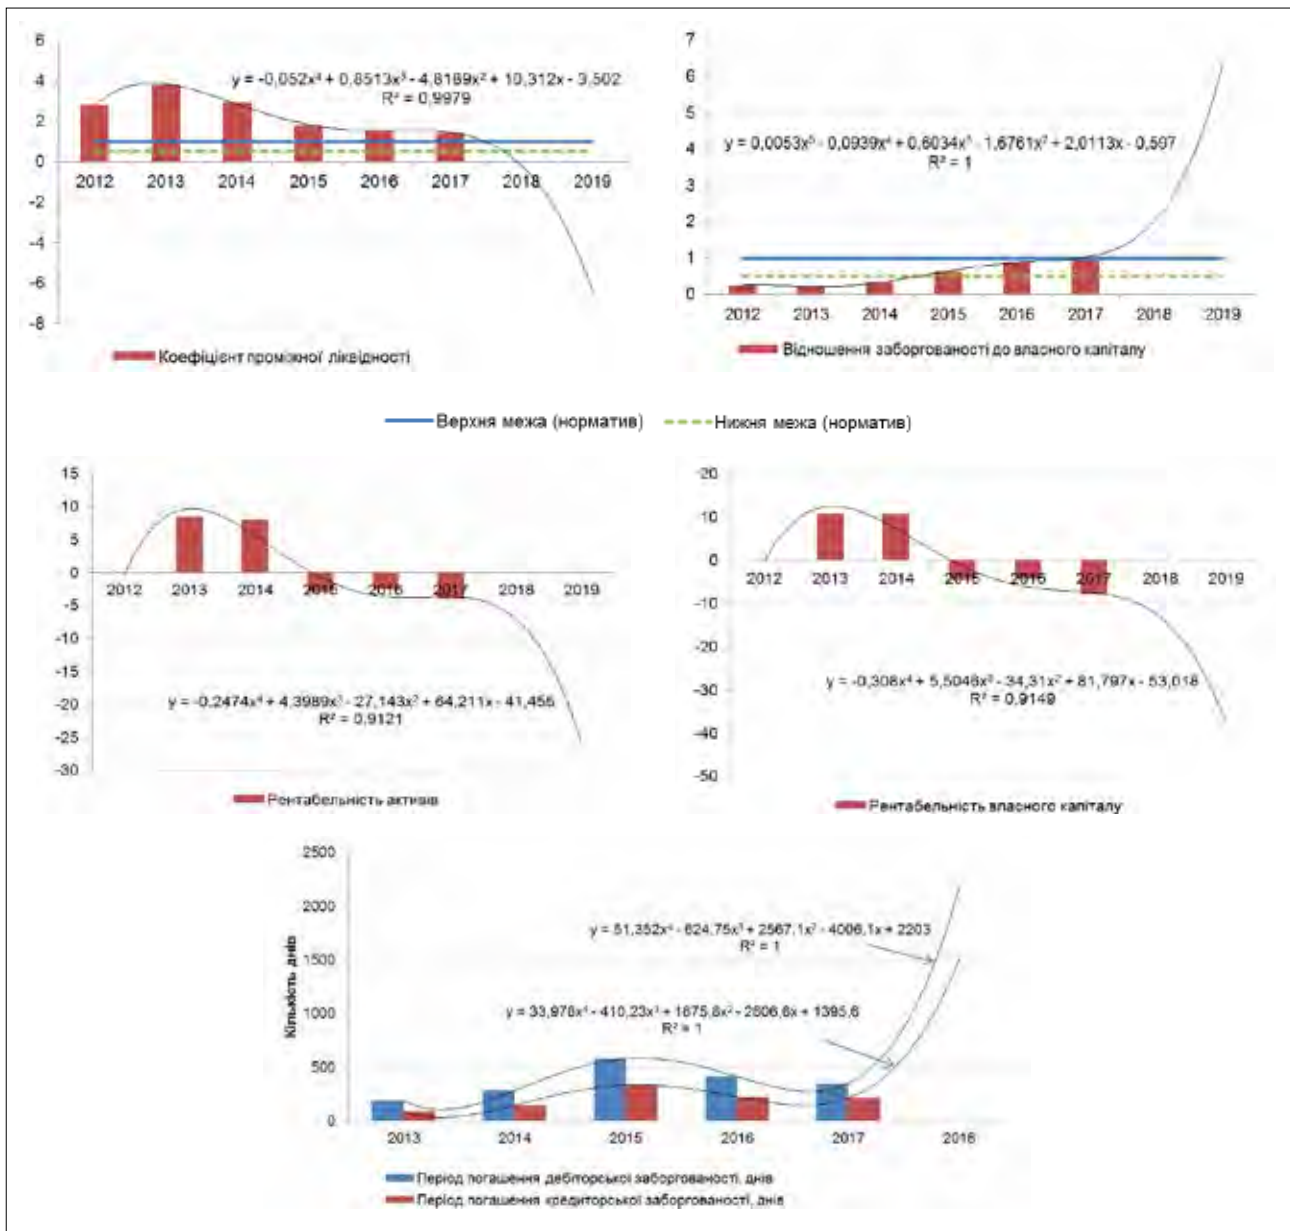 6
4
2
0
-2
-4
-6
-8
y = -0,052x⁴ + 0,8513x³ - 4,8189x² + 10,312x - 3,502
R² = 0,9979
2012 2013 2014 2015 2016 2017 2018 2019
Коефіцієнт проміжної ліквідності
7
6
5
4
3
2
1
0
y = 0,0053x⁵ - 0,0939x⁴ + 0,6034x³ - 1,6761x² + 2,0113x - 0,597
R² = 1
2012 2013 2014 2015 2016 2017 2018 2019
Відношення заборгованості до власного капіталу
Верхня межа (норматив) Нижня межа (норматив)
15
10
5
0
-5
-10
-15
-20
-25
-30
2012 2013 2014 2015 2016 2017 2018 2019
y = -0,2474x⁴ + 4,3989x³ - 27,143x² + 64,211x - 41,456
R² = 0,9121
Рентабельність активів
20
10
0
-10
-20
-30
-40
-50
2012 2013 2014 2015 2016 2017 2018 2019
y = -0,308x⁴ + 5,5046x³ - 34,31x² + 81,797x - 53,018
R² = 0,9149
Рентабельність власного капіталу
Кількість днів
2500
2000
1500
1000
500
0
y = 51,352x⁴ - 624,75x³ + 2567,1x² - 4006,1x + 2203
R² = 1
y = 33,978x⁴ - 410,23x³ + 1675,8x² - 2606,6x + 1395,6
R² = 1
2013 2014 2015 2016 2017 2018
Період погашення дебіторської заборгованості, днів
Період погашення кредиторської заборгованості, днів